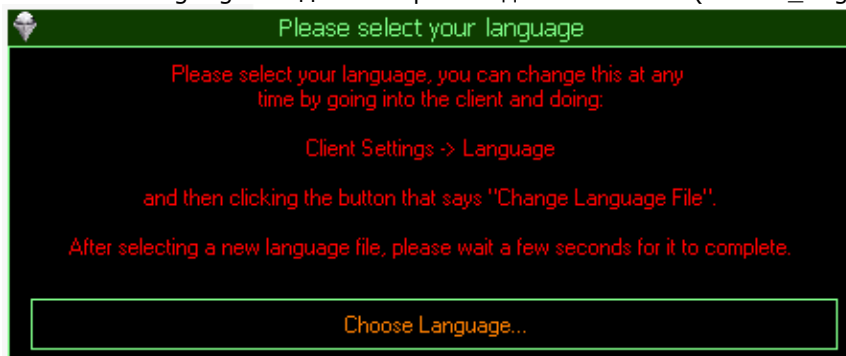 Please select your language
Please select your language, you can change this at any
time by going into the client and doing:
Client Settings -> Language
and then clicking the button that says "Change Language File".
After selecting a new language file, please wait a few seconds for it to complete.
Choose Language...